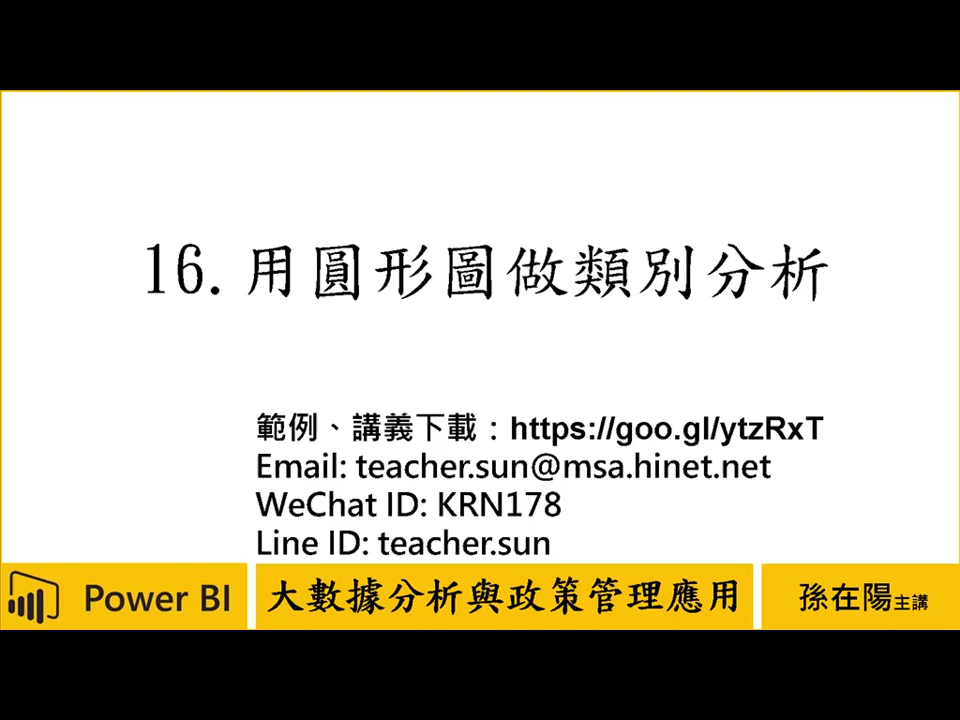 16.用圓形圖做類別分析
範例、講義下載：https://goo.gl/ytzRxT
Email: teacher.sun@msa.hinet.net
WeChat ID: KRN178
Line ID: teacher.sun
Power BI 大數據分析與政策管理應用 孫在陽主講